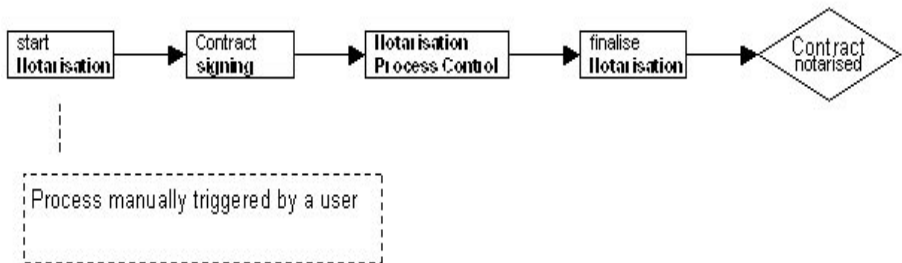 start
Notarisation
Contract
signing
Notarisation
Process Control
finalise
Notarisation
Contract
notarised
Process manually triggered by a user